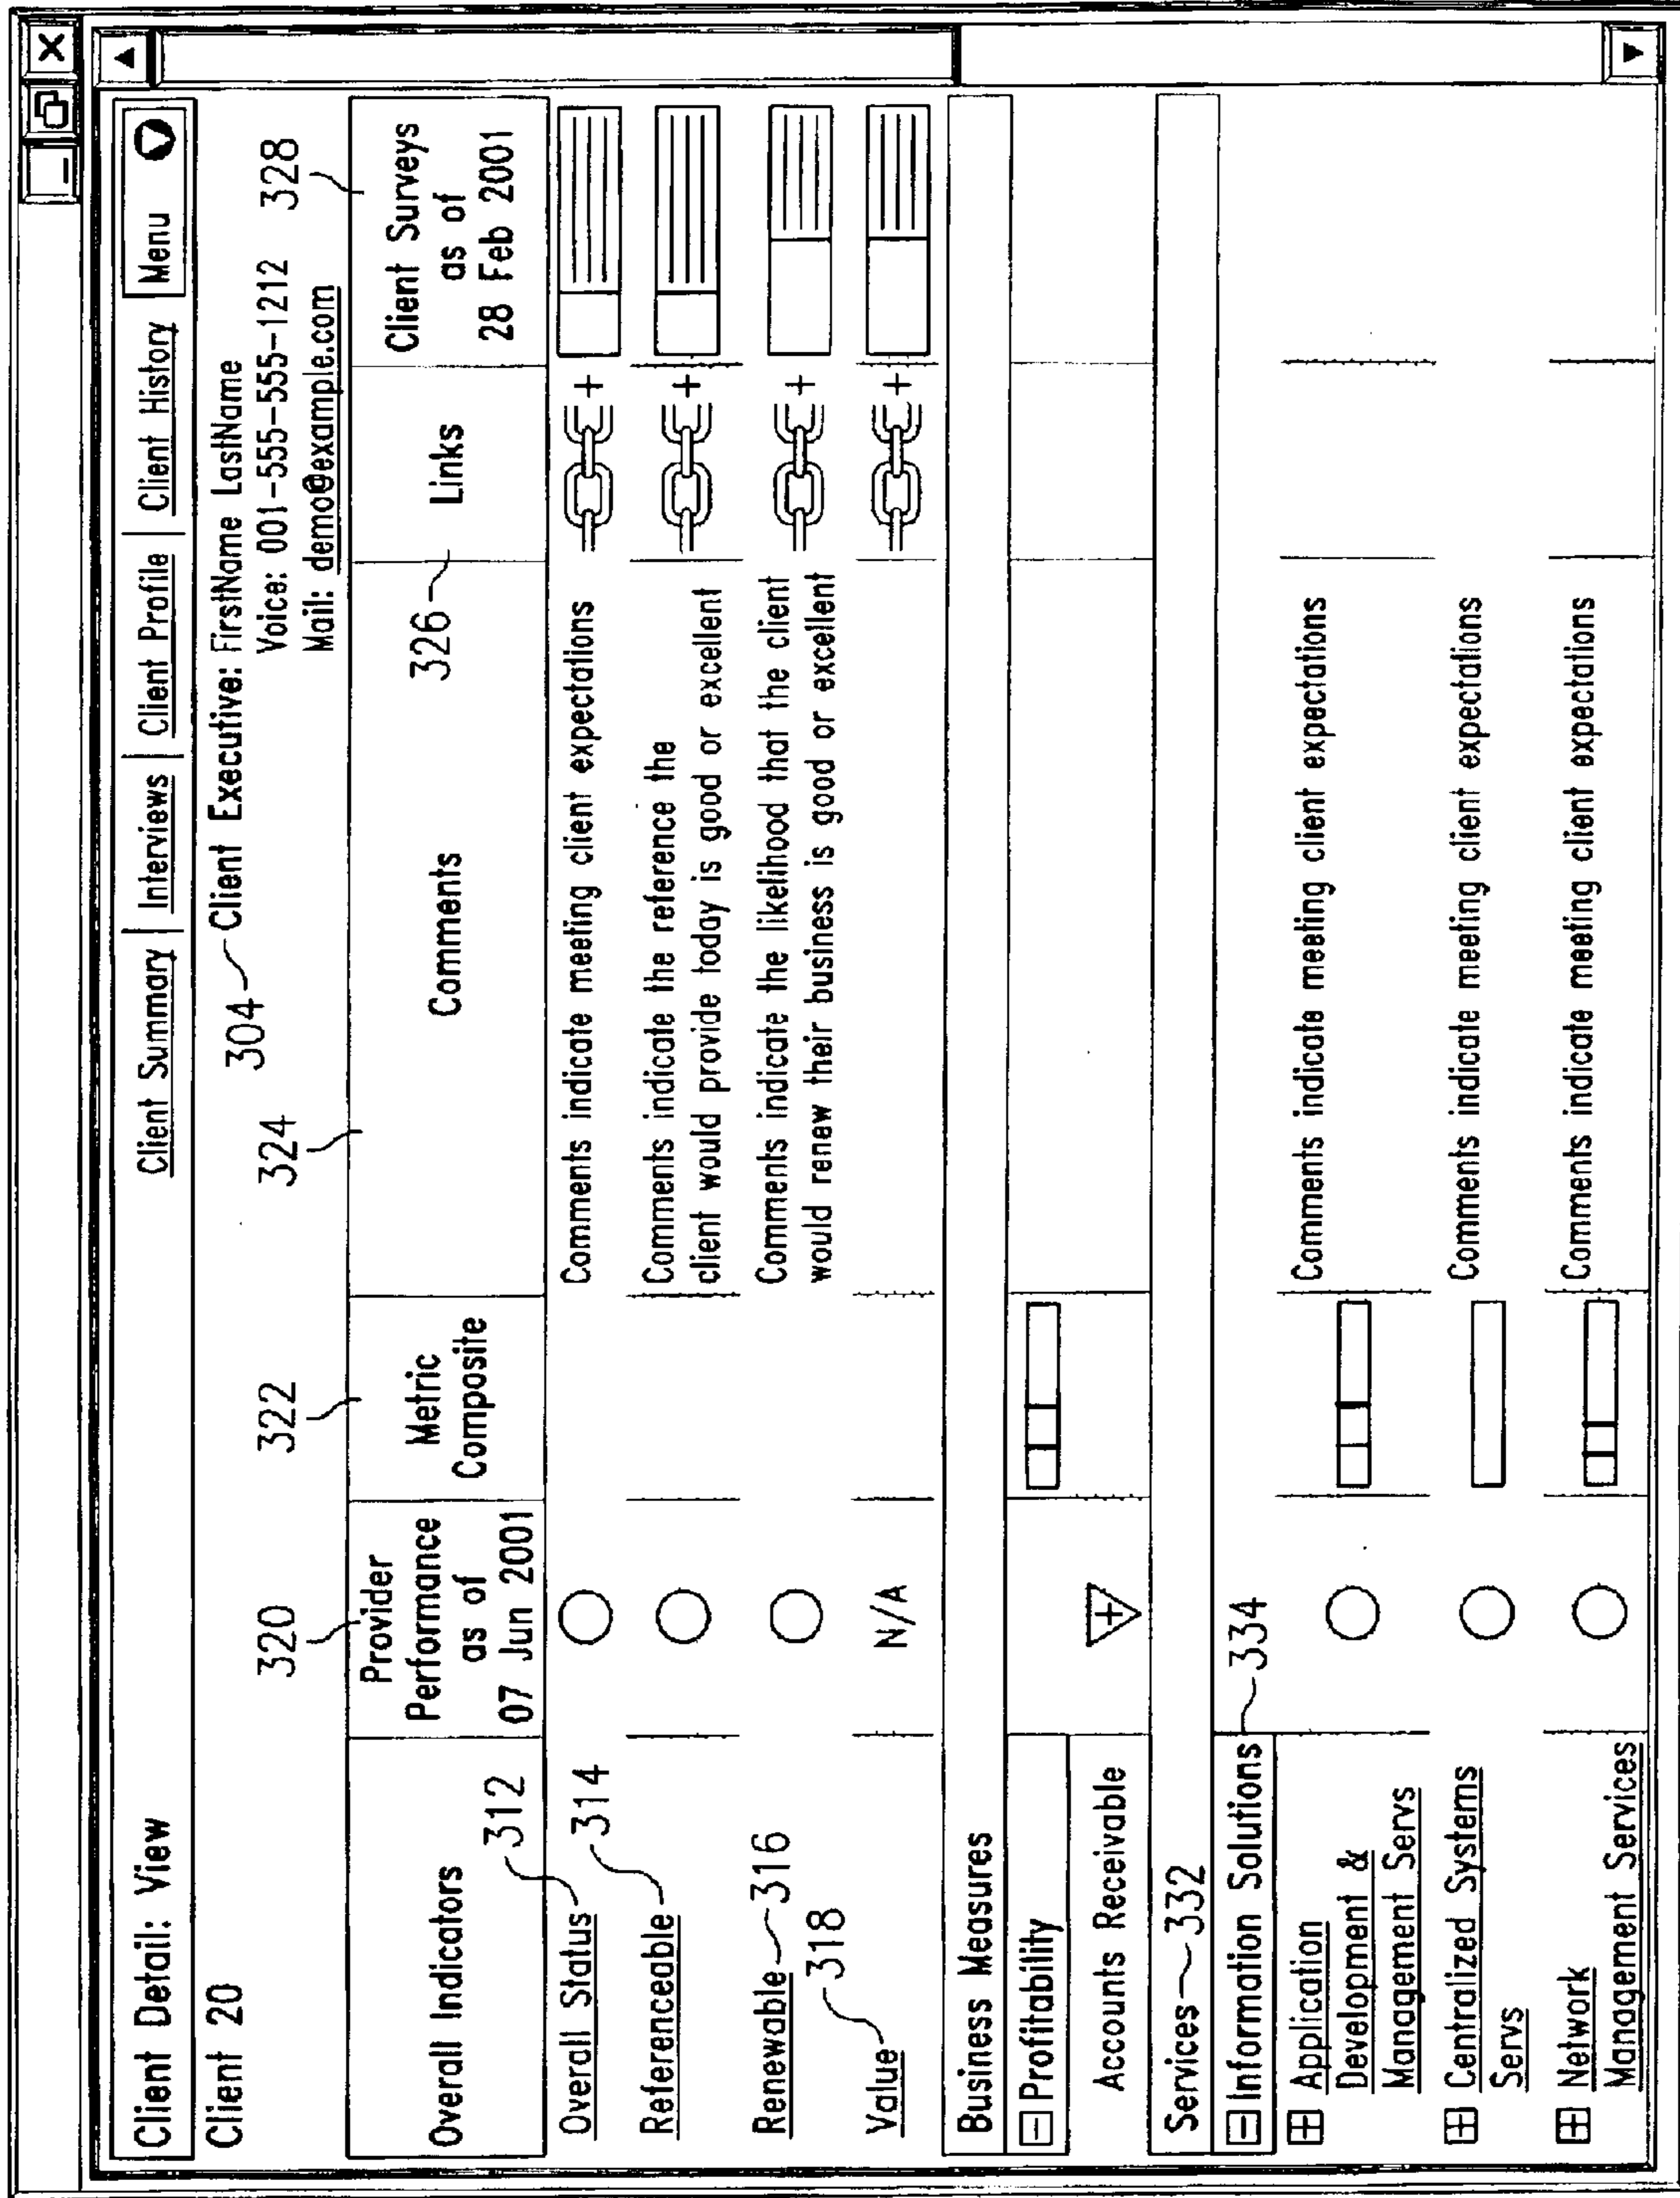 Client Detail: View
Client Summary | Interviews | Client Profile | Client History
Menu
Client 20
304
Client Executive: FirstName LastName
Voice: 001-555-555-1212
Mail: demo@example.com
320
322
324
326
328
Overall Indicators
Provider
Performance
as of
07 Jun 2001
Metric
Composite
Comments
Links
Client Surveys
as of
28 Feb 2001
Overall Status
312
Comments indicate meeting client expectations
+
Referenceable
314
Comments indicate the reference the
client would provide today is good or excellent
+
Renewable
316
Comments indicate the likelihood that the client
would renew their business is good or excellent
+
Value
318
N/A
+
Business Measures
Profitability
Accounts Receivable
+
Services
332
Information Solutions
334
Application
Development &
Management Servs
Comments indicate meeting client expectations
Centralized Systems
Servs
Comments indicate meeting client expectations
Network
Management Services
Comments indicate meeting client expectations